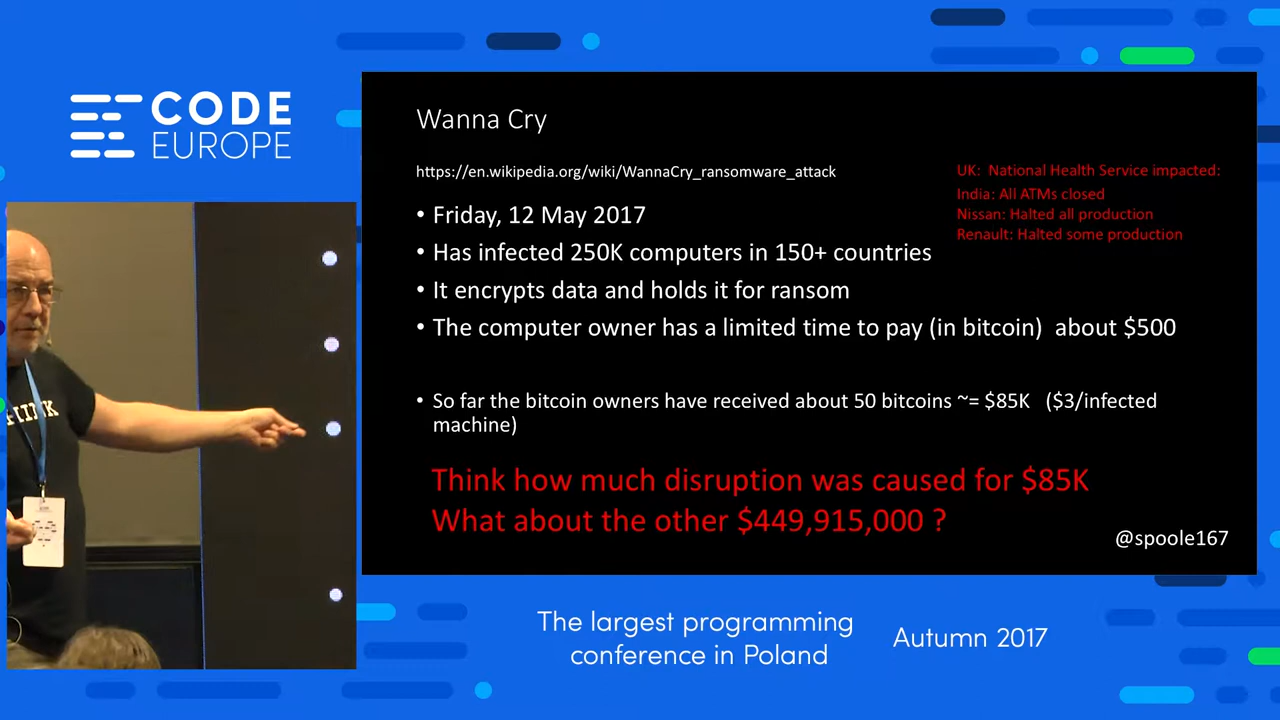 CODE
EUROPE
Wanna Cry
https://en.wikipedia.org/wiki/WannaCry_ransomware_attack
UK:  National Health Service impacted:
India: All ATMs closed
Nissan: Halted all production
Renault: Halted some production
• Friday, 12 May 2017
• Has infected 250K computers in 150+ countries
• It encrypts data and holds it for ransom
• The computer owner has a limited time to pay (in bitcoin)  about $500
• So far the bitcoin owners have received about 50 bitcoins ~= $85K   ($3/infected
machine)
Think how much disruption was caused for $85K
What about the other $449,915,000 ?
@spoole167
The largest programming
conference in Poland
Autumn 2017